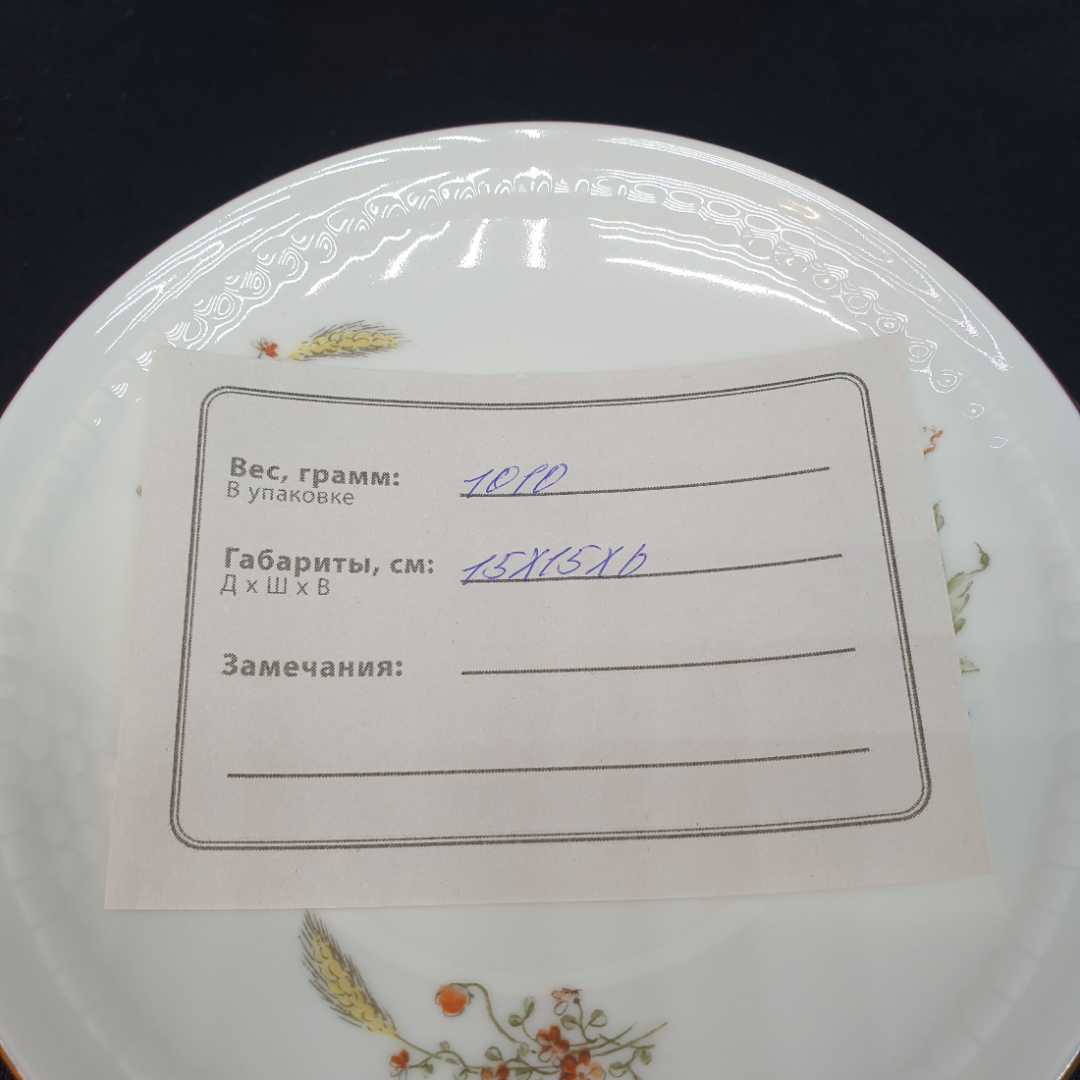 Вес, грамм: 1010
В упаковке
Габариты, см: 15х15х6
Д х Ш х В
Замечания: